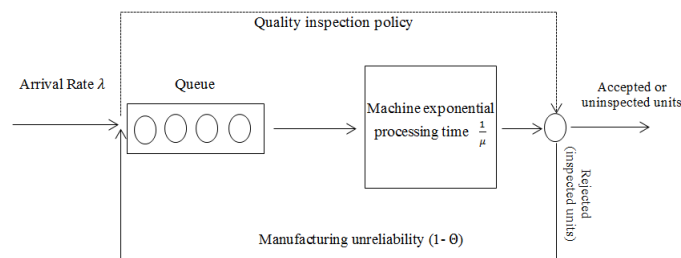 Quality inspection policy
Arrival Rate λ
Queue
Machine exponential
processing time 1/μ
Accepted or
uninspected units
Rejected
(inspected units)
Manufacturing unreliability (1- Θ)